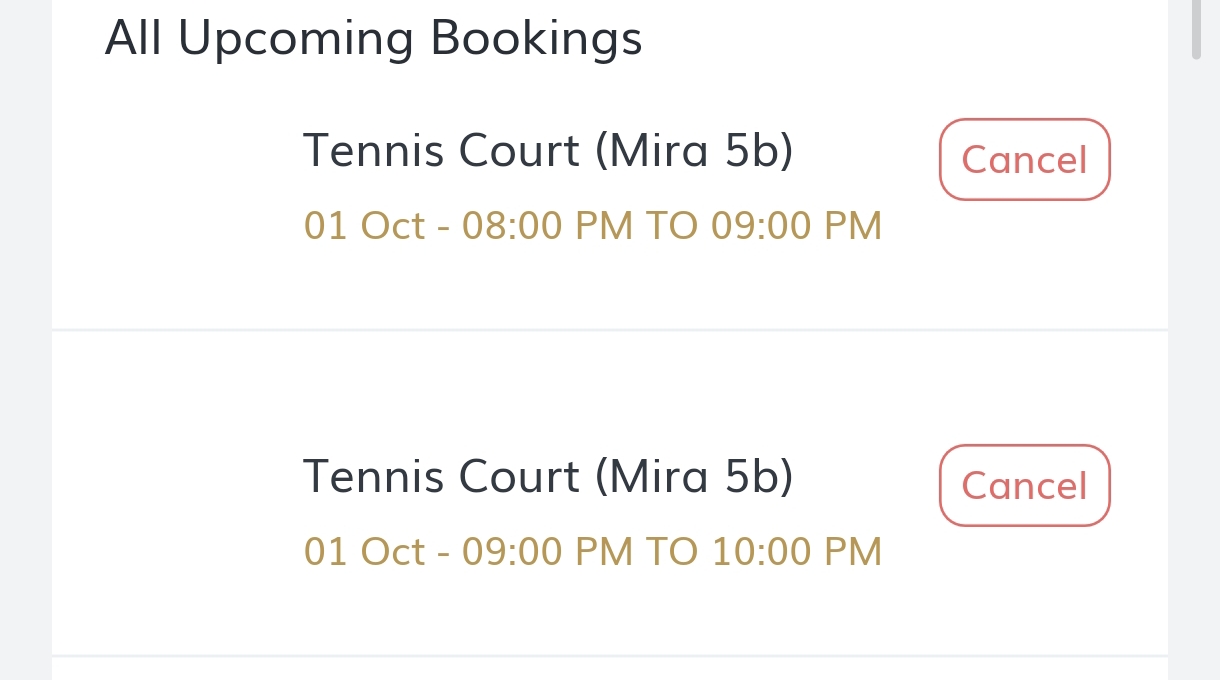 All Upcoming Bookings
Tennis Court (Mira 5b)
Cancel
01 Oct - 08:00 PM TO 09:00 PM
Tennis Court (Mira 5b)
Cancel
01 Oct - 09:00 PM TO 10:00 PM